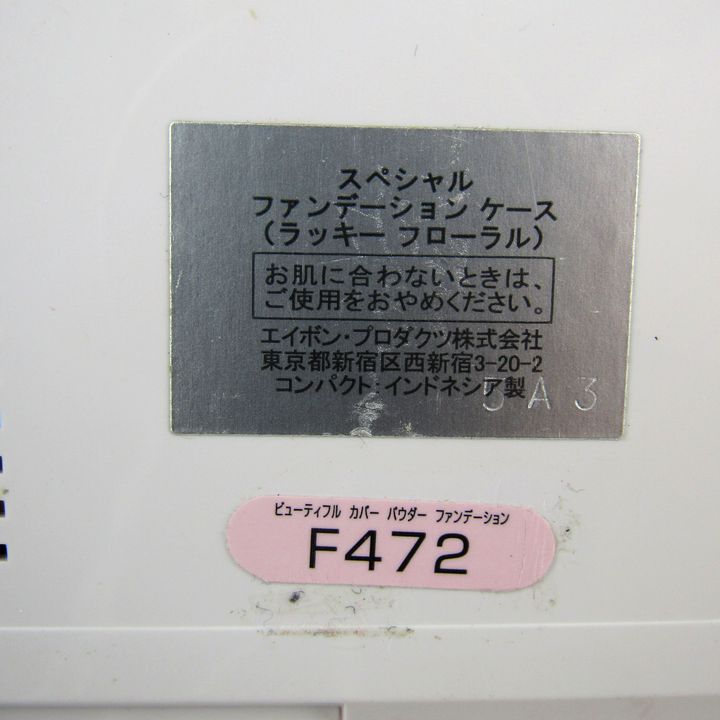 スペシャル
ファンデーション ケース
（ラッキー フローラル）
お肌に合わないときは、
ご使用をおやめください。
エイボン・プロダクツ株式会社
東京都新宿区西新宿3-20-2
コンパクト：インドネシア製
5A3
ビューティフル カバー パウダー ファンデーション
F472